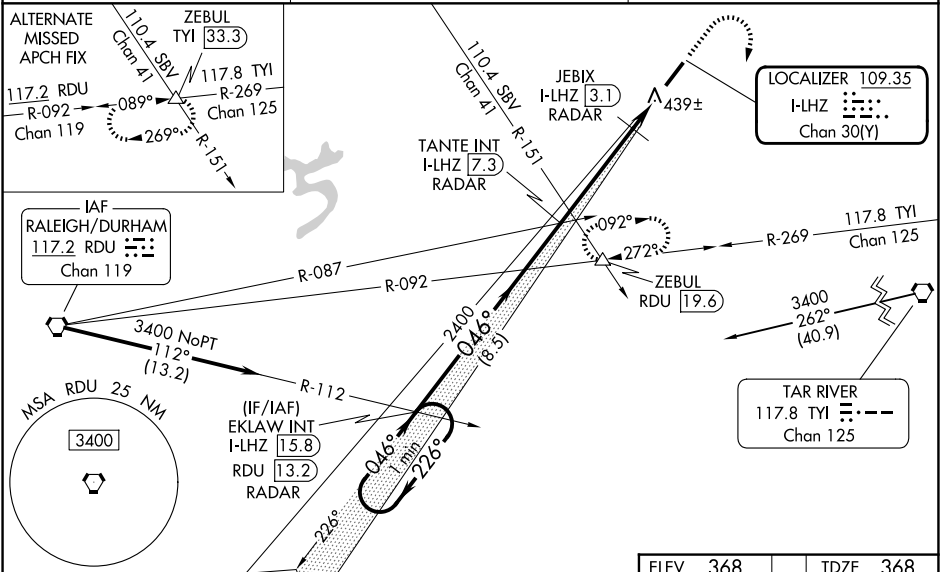 ALTERNATE
MISSED
APCH FIX
110.4 SBV
Chan 41
ZEBUL
TYI 33.3
117.2 RDU
R-092
Chan 119
089°
269°
117.8 TYI
R-269
Chan 125
R-151
110.4 SBV
Chan 41
R-151
JEBIX
I-LHZ 3.1
RADAR
439±
LOCALIZER 109.35
I-LHZ
Chan 30(Y)
TANTE INT
I-LHZ 7.3
RADAR
IAF
RALEIGH/DURHAM
117.2 RDU
Chan 119
R-087
R-092
092°
272°
R-269
117.8 TYI
Chan 125
ZEBUL
RDU 19.6
3400 NoPT
112°
(13.2)
R-112
2400
046°
(8.5)
3400
262°
(40.9)
TAR RIVER
117.8 TYI
Chan 125
MSA RDU 25 NM
3400
(IF/IAF)
EKLAW INT
I-LHZ 15.8
RDU 13.2
RADAR
046°
1 min
226°
226°
ELEV 368
TDZE 368